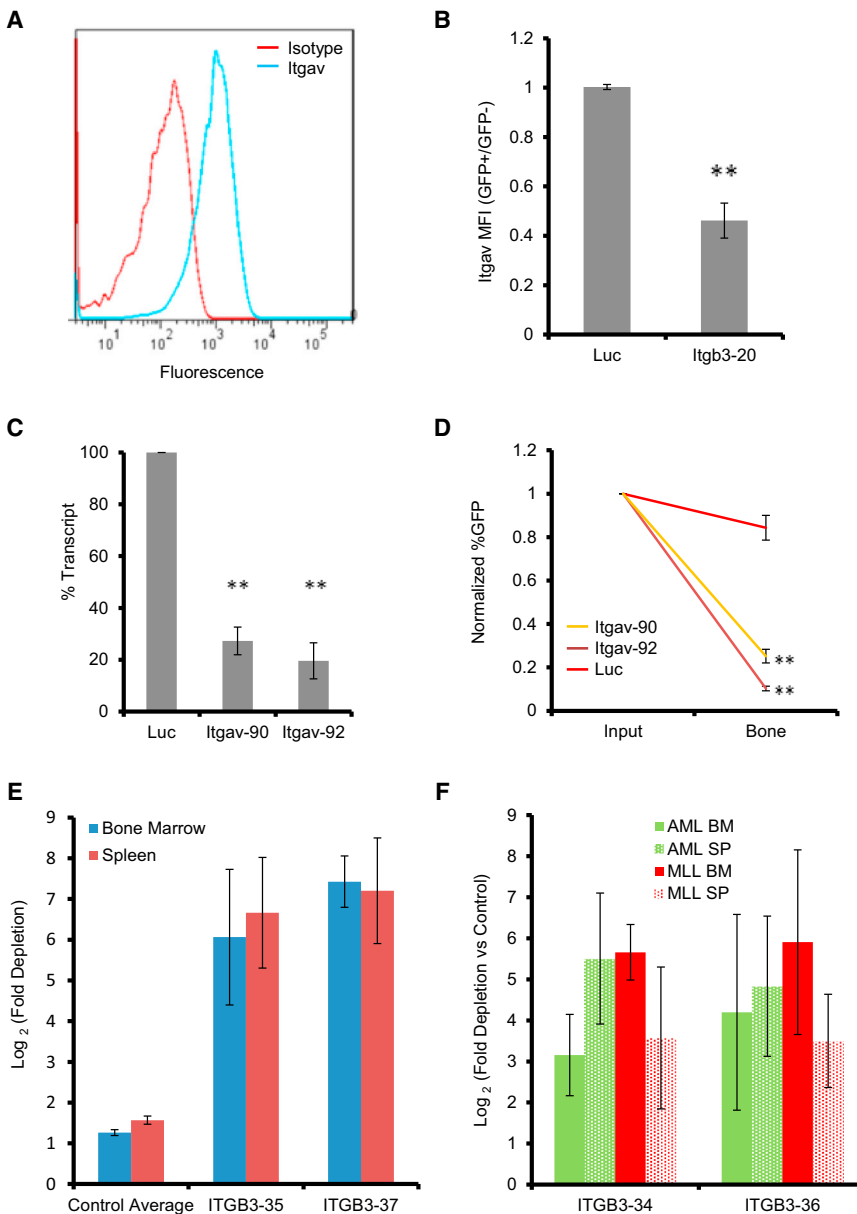 A
Isotype
Itgav
10^1
10^2
10^3
10^4
10^5
0
Fluorescence
B
Itgav MFI (GFP+/GFP-)
1.2
1
0.8
0.6
0.4
0.2
0
**
Luc
Itgb3-20
C
% Transcript
100
80
60
40
20
0
**
**
Luc
Itgav-90
Itgav-92
D
Normalized %GFP
1.2
1
0.8
0.6
0.4
0.2
0
Itgav-90
Itgav-92
Luc
**
**
Input
Bone
E
Log 2 (Fold Depletion)
9
8
7
6
5
4
3
2
1
0
Bone Marrow
Spleen
Control Average
ITGB3-35
ITGB3-37
F
Log 2 (Fold Depletion vs Control)
9
8
7
6
5
4
3
2
1
0
AML BM
AML SP
MLL BM
MLL SP
ITGB3-34
ITGB3-36